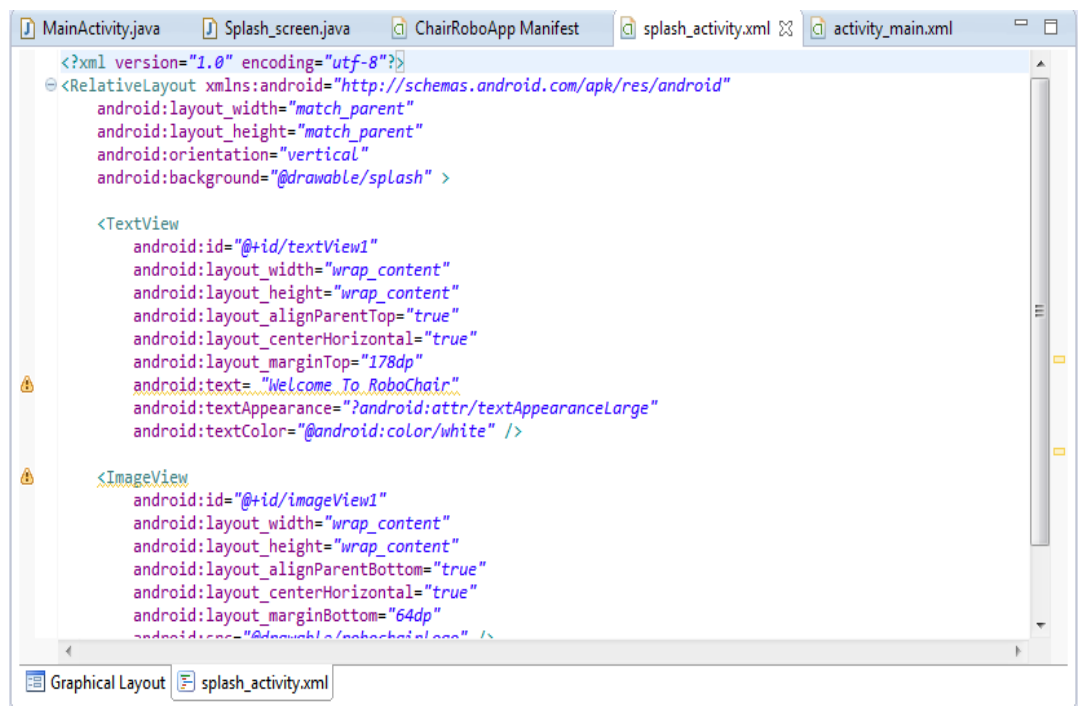 MainActivity.java Splash_screen.java ChairRoboApp Manifest splash_activity.xml activity_main.xml
<?xml version="1.0" encoding="utf-8"?>
<RelativeLayout xmlns:android="http://schemas.android.com/apk/res/android"
android:layout_width="match_parent"
android:layout_height="match_parent"
android:orientation="vertical"
android:background="@drawable/splash" >
<TextView
android:id="@+id/textView1"
android:layout_width="wrap_content"
android:layout_height="wrap_content"
android:layout_alignParentTop="true"
android:layout_centerHorizontal="true"
android:layout_marginTop="178dp"
android:text= "Welcome To RoboChair"
android:textAppearance="?android:attr/textAppearanceLarge"
android:textColor="@android:color/white" />
<ImageView
android:id="@+id/imageView1"
android:layout_width="wrap_content"
android:layout_height="wrap_content"
android:layout_alignParentBottom="true"
android:layout_centerHorizontal="true"
android:layout_marginBottom="64dp"
android:src="@drawable/robochairlogo" />
Graphical Layout splash_activity.xml